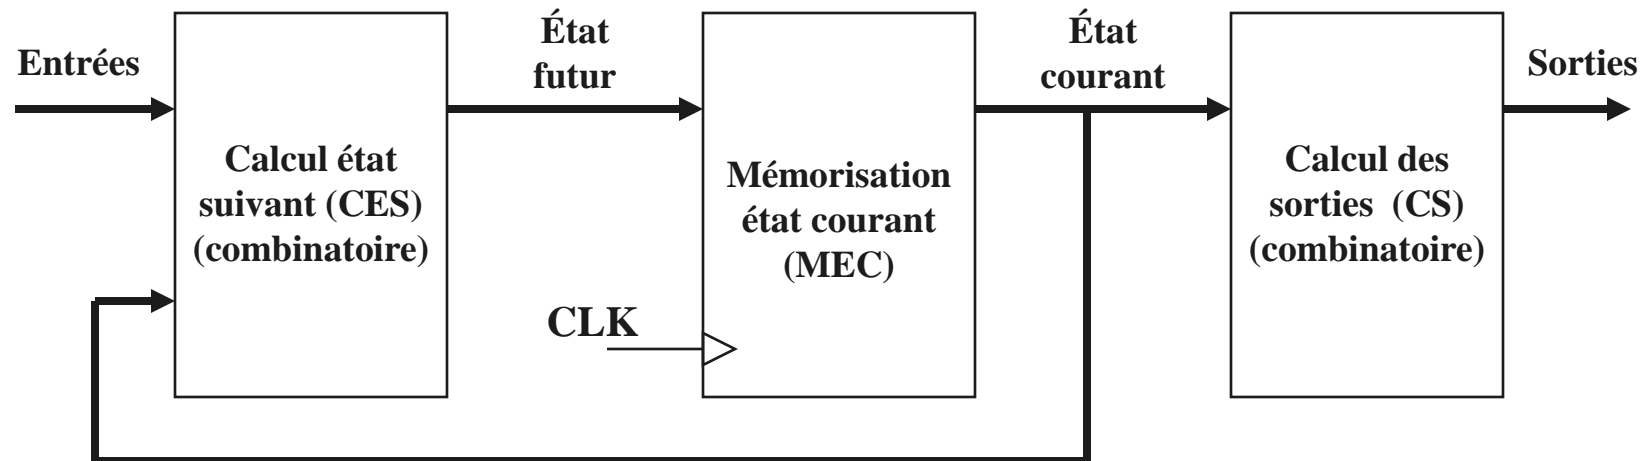 Entrées
État
futur
État
courant
Sorties
Calcul état
suivant (CES)
(combinatoire)
Mémorisation
état courant
(MEC)
Calcul des
sorties  (CS)
(combinatoire)
CLK